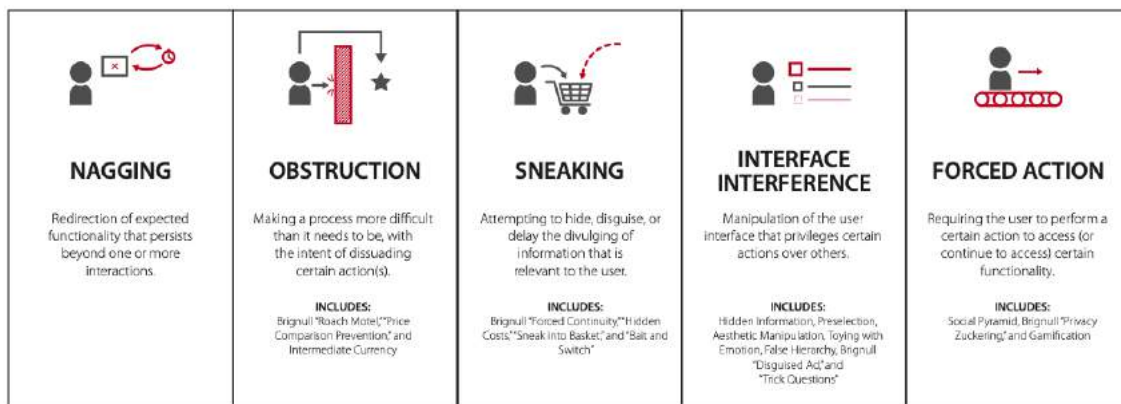 NAGGING
Redirection of expected
functionality that persists
beyond one or more
interactions.
OBSTRUCTION
Making a process more difficult
than it needs to be, with
the intent of dissuading
certain action(s).
INCLUDES:
Brignull "Roach Motel," "Price
Comparison Prevention," and
Intermediate Currency
SNEAKING
Attempting to hide, disguise, or
delay the divulging of
information that is
relevant to the user.
INCLUDES:
Brignull "Forced Continuity," "Hidden
Costs," "Sneak into Basket," and "Bait and
Switch"
INTERFACE
INTERFERENCE
Manipulation of the user
interface that privileges certain
actions over others.
INCLUDES:
Hidden Information, Preselection,
Aesthetic Manipulation, Toying with
Emotion, False Hierarchy, Brignull
"Disguised Ad," and
"Trick Questions"
FORCED ACTION
Requiring the user to perform a
certain action to access (or
continue to access) certain
functionality.
INCLUDES:
Social Pyramid, Brignull "Privacy
Zuckering," and Gamification